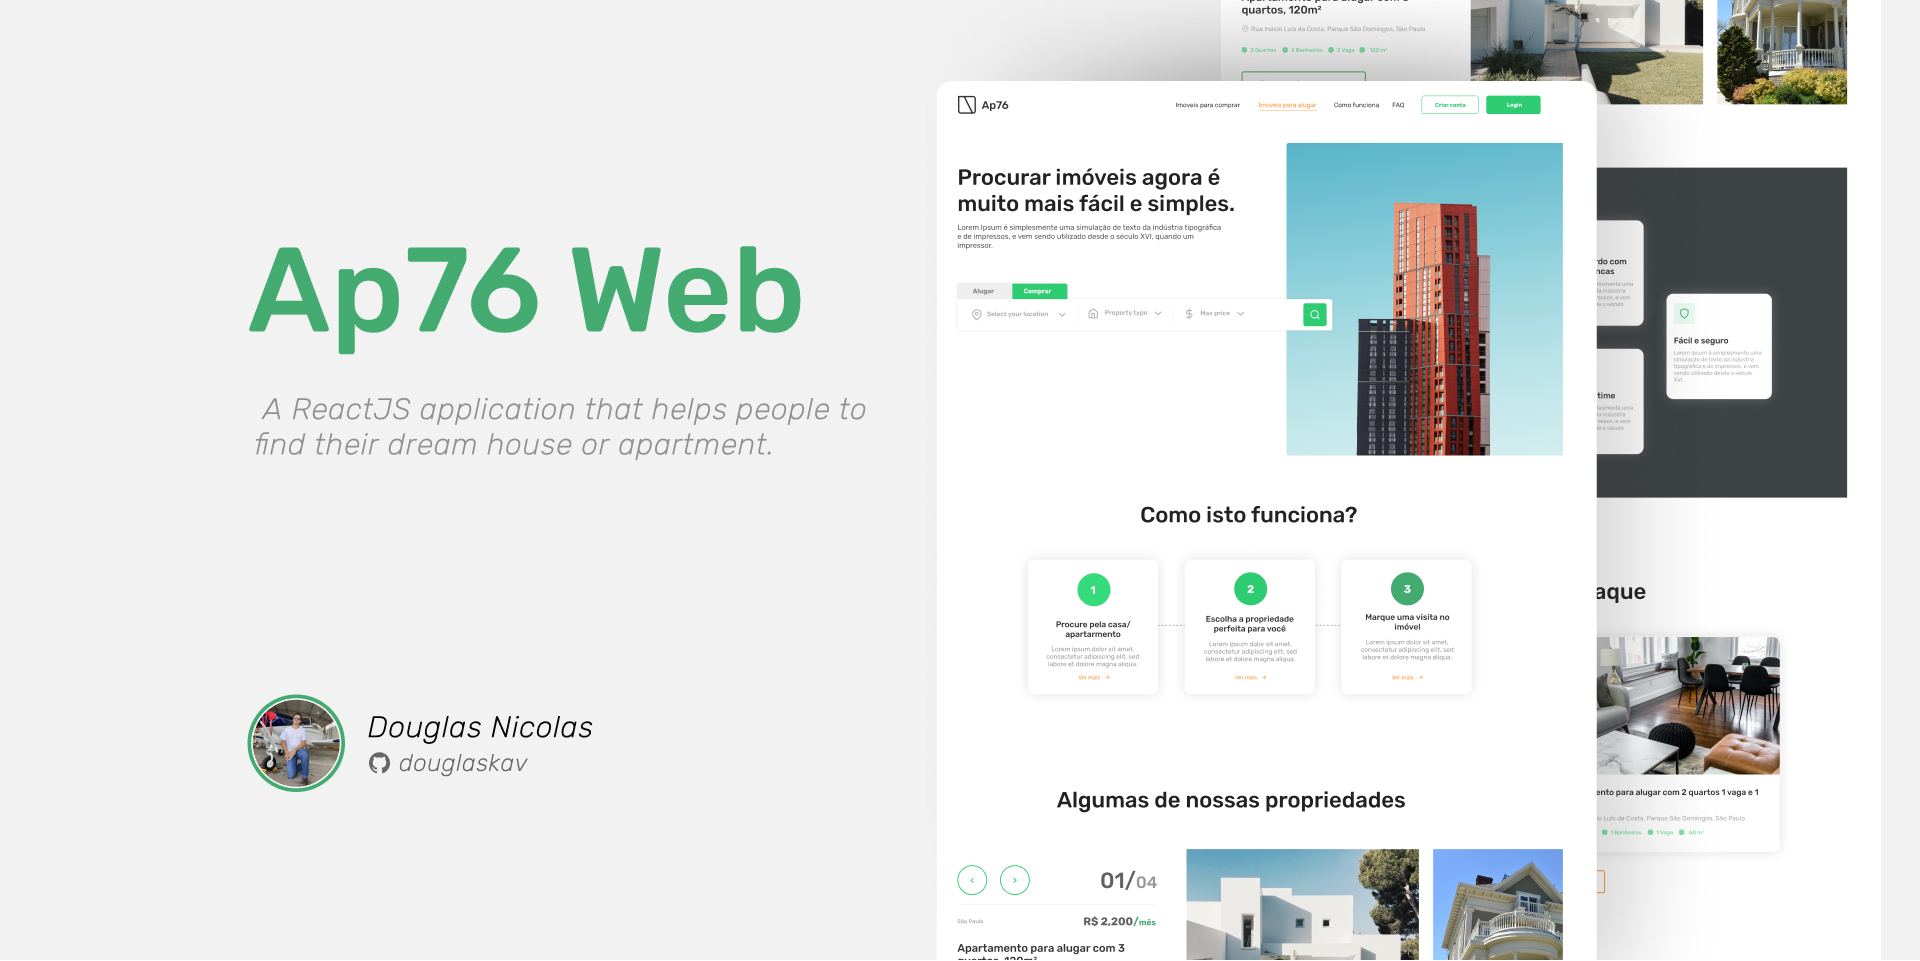 Ap76 Web
A ReactJS application that helps people to
find their dream house or apartment.
Douglas Nicolas
douglaskav
Ap76
Imoveis para comprar
Imóveis para alugar
Como funciona
FAQ
Criar conta
Login
Procurar imóveis agora é
muito mais fácil e simples.
Lorem Ipsum é simplesmente uma simulação de texto da indústria tipográfica
e de impressos, e vem sendo utilizado desde o século XVI, quando um
impressor.
Alugar
Comprar
Select your location
Property type
Max price
Como isto funciona?
1
Procure pela casa/
apartarmento
Lorem ipsum dolor sit amet,
consectetur adipiscing elit, sed
labore et dolore magna aliqua.
Ver mais
2
Escolha a propriedade
perfeita para você
Lorem ipsum dolor sit amet,
consectetur adipiscing elit, sed
labore et dolore magna aliqua.
Ver mais
3
Marque uma visita no
imóvel
Lorem ipsum dolor sit amet,
consectetur adipiscing elit, sed
labore et dolore magna aliqua.
Ver mais
Algumas de nossas propriedades
01/04
São Paulo
R$ 2,200/mês
Apartamento para alugar com 3
quartos, 120m²
quartos, 120m²
Rua Inácio Luís da Costa, Parque São Domingos, São Paulo
3 Quartos
2 Banheiros
2 Vaga
120 m²
rdo com
ncas
Fácil e seguro
Lorem Ipsum é simplesmente uma
simulação de texto da indústria
tipográfica e de impressos, e vem
sendo utilizado desde o século
XVI.
time
aque
ento para alugar com 2 quartos 1 vaga e 1
io Luís da Costa, Parque São Domingos, São Paulo
1 Banheiros
1 Vaga
48 m²